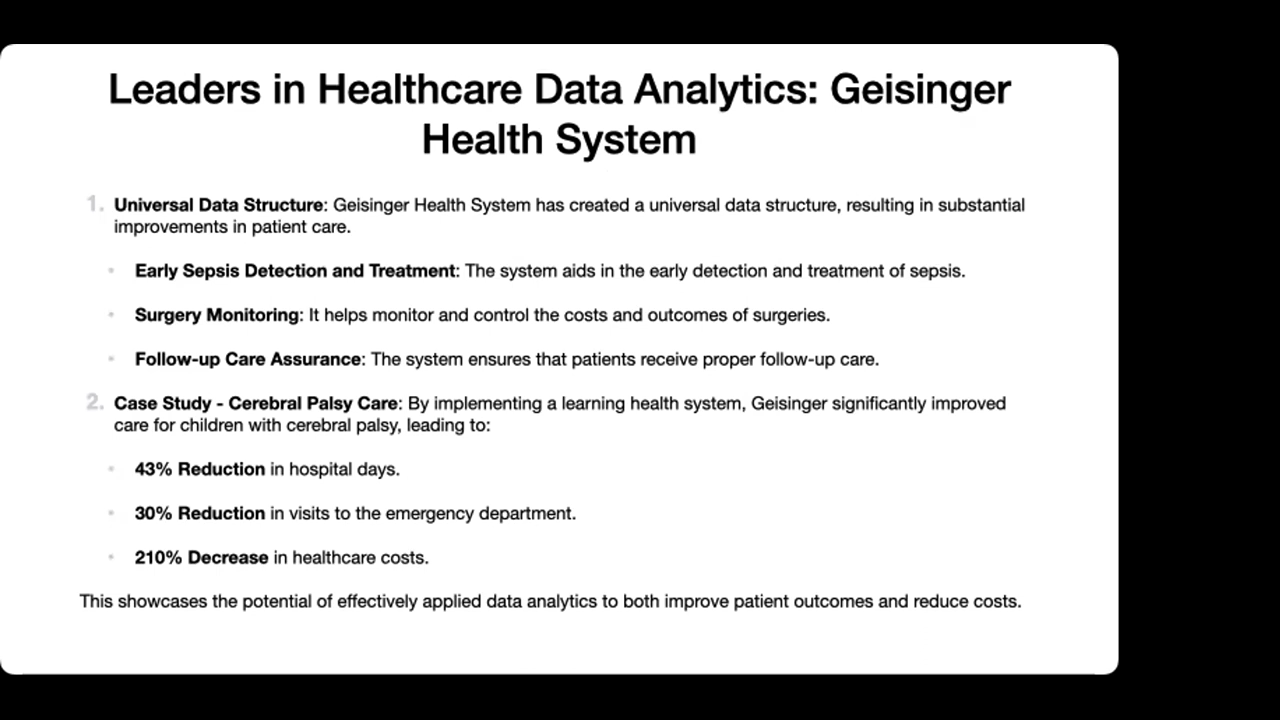 Leaders in Healthcare Data Analytics: Geisinger
Health System
1. Universal Data Structure: Geisinger Health System has created a universal data structure, resulting in substantial
improvements in patient care.
• Early Sepsis Detection and Treatment: The system aids in the early detection and treatment of sepsis.
• Surgery Monitoring: It helps monitor and control the costs and outcomes of surgeries.
• Follow-up Care Assurance: The system ensures that patients receive proper follow-up care.
2. Case Study - Cerebral Palsy Care: By implementing a learning health system, Geisinger significantly improved
care for children with cerebral palsy, leading to:
• 43% Reduction in hospital days.
• 30% Reduction in visits to the emergency department.
• 210% Decrease in healthcare costs.
This showcases the potential of effectively applied data analytics to both improve patient outcomes and reduce costs.